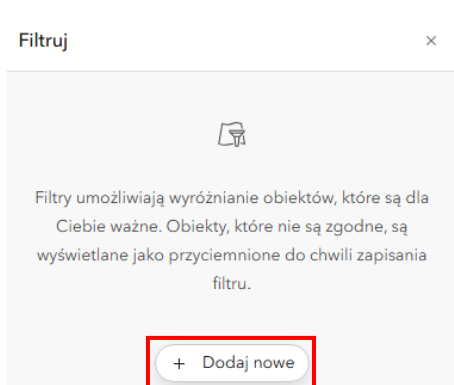 Filtruj
Filtry umożliwiają wyróżnianie obiektów, które są dla
Ciebie ważne. Obiekty, które nie są zgodne, są
wyświetlane jako przyciemnione do chwili zapisania
filtru.
+ Dodaj nowe